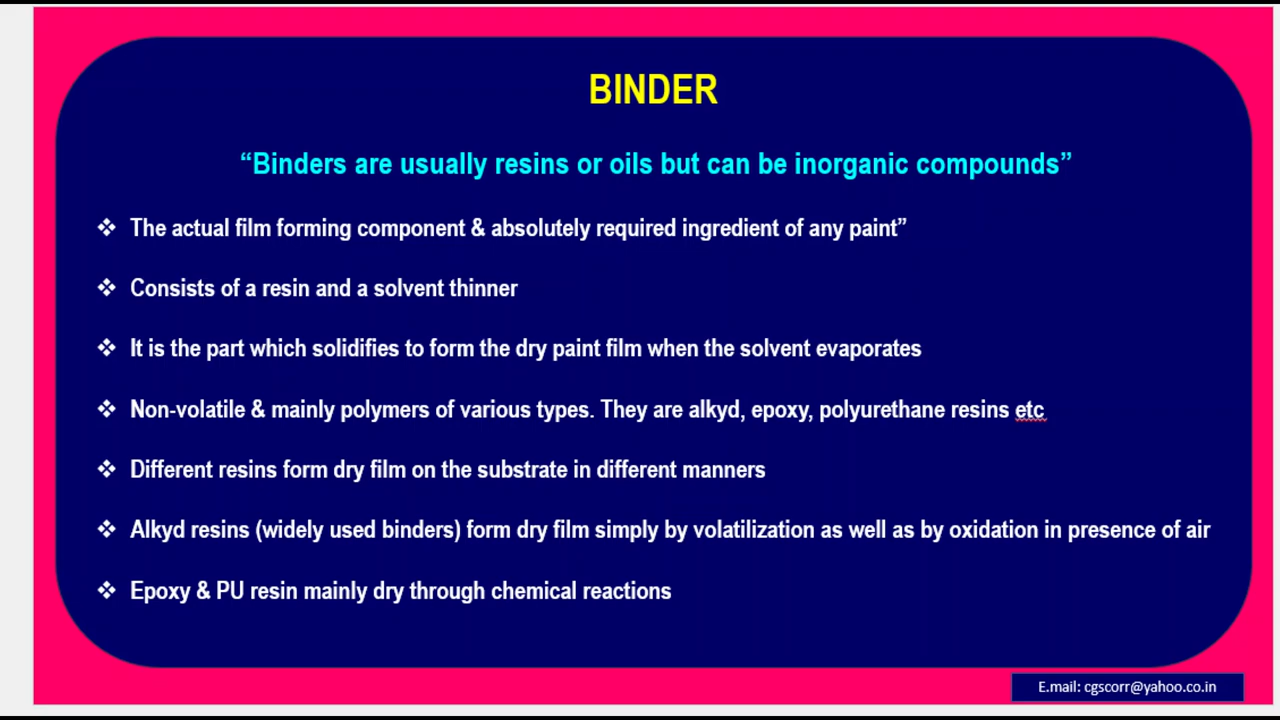 BINDER
“Binders are usually resins or oils but can be inorganic compounds”
❖ The actual film forming component & absolutely required ingredient of any paint”
❖ Consists of a resin and a solvent thinner
❖ It is the part which solidifies to form the dry paint film when the solvent evaporates
❖ Non-volatile & mainly polymers of various types. They are alkyd, epoxy, polyurethane resins etc
❖ Different resins form dry film on the substrate in different manners
❖ Alkyd resins (widely used binders) form dry film simply by volatilization as well as by oxidation in presence of air
❖ Epoxy & PU resin mainly dry through chemical reactions
E.mail: cgscorr@yahoo.co.in